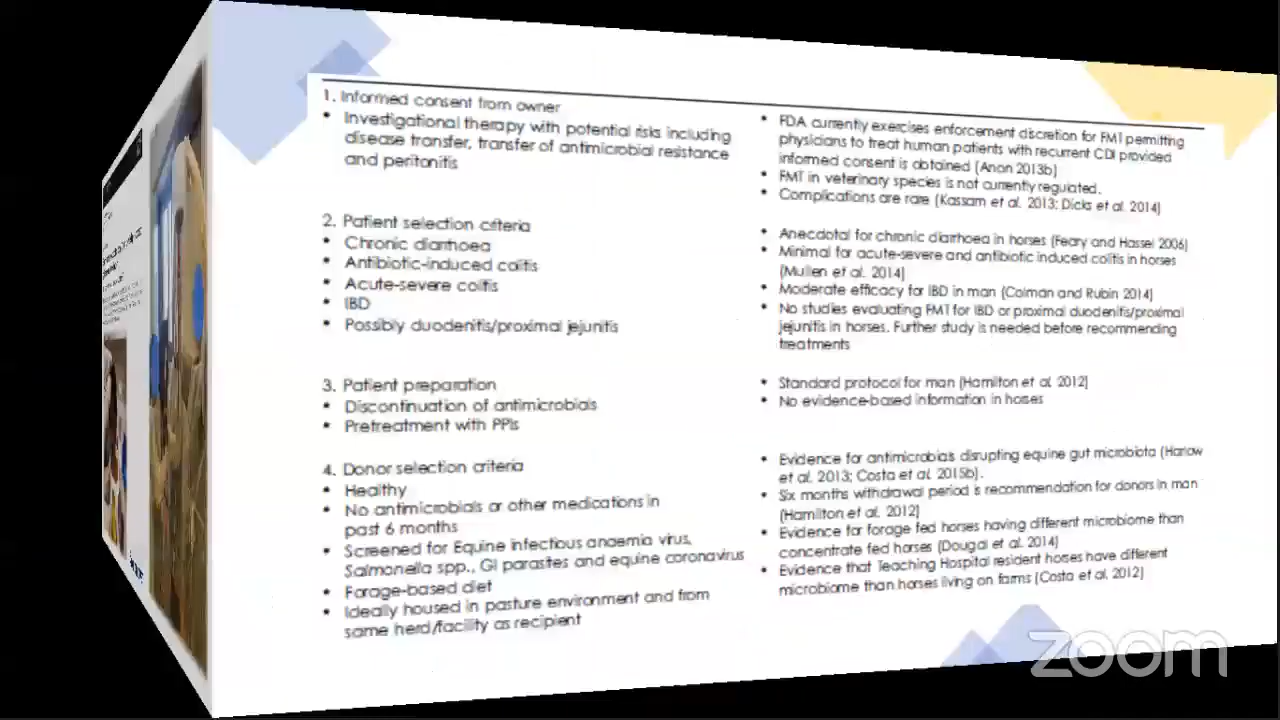 1. Informed consent from owner
• Investigational therapy with potential risks including
disease transfer, transfer of antimicrobial resistance
and peritonitis
• FDA currently exercises enforcement discretion for FMT permitting
physicians to treat human patients with recurrent CDI provided
informed consent is obtained (Anon 2013b)
• FMT in veterinary species is not currently regulated.
• Complications are rare (Kassam et al. 2013; Dicks et al. 2014)
2. Patient selection criteria
• Chronic diarrhoea
• Antibiotic-induced colitis
• Acute-severe colitis
• IBD
• Possibly duodenitis/proximal jejunitis
• Anecdotal for chronic diarrhoea in horses (Feary and Hassel 2006)
• Minimal for acute-severe and antibiotic induced colitis in horses
(Mullen et al. 2014)
• Moderate efficacy for IBD in man (Colman and Rubin 2014)
• No studies evaluating FMT for IBD or proximal duodenitis/proximal
jejunitis in horses. Further study is needed before recommending
treatments
3. Patient preparation
• Discontinuation of antimicrobials
• Pretreatment with PPIs
• Standard protocol for man (Hamilton et al. 2012)
• No evidence-based information in horses
4. Donor selection criteria
• Healthy
• No antimicrobials or other medications in
past 6 months
• Screened for Equine infectious anaemia virus,
Salmonella spp., GI parasites and equine coronavirus
• Forage-based diet
• Ideally housed in pasture environment and from
same herd/facility as recipient
• Evidence for antimicrobials disrupting equine gut microbiota (Harlow
et al. 2013; Costa et al. 2015b).
• Six months withdrawal period is recommendation for donors in man
(Hamilton et al. 2012)
• Evidence for forage fed horses having different microbiome than
concentrate fed horses (Dougal et al. 2014)
• Evidence that Teaching Hospital resident horses have different
microbiome than horses living on farms (Costa et al. 2012)
zoom